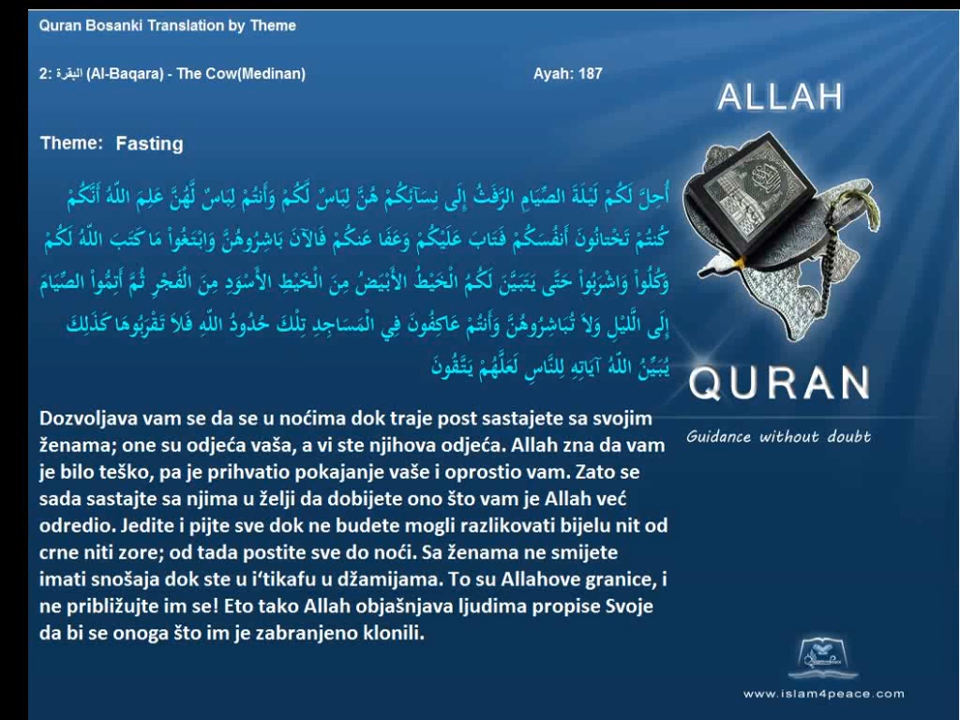 Quran Bosanki Translation by Theme
2: البقرة (Al-Baqara) - The Cow(Medinan) Ayah: 187
Theme: Fasting
أُحِلَّ لَكُمْ لَيْلَةَ الصِّيَامِ الرَّفَثُ إِلَى نِسَآئِكُمْ هُنَّ لِبَاسٌ لَّكُمْ وَأَنتُمْ لِبَاسٌ لَّهُنَّ عَلِمَ اللّهُ أَنَّكُمْ
كُنتُمْ تَخْتانُونَ أَنفُسَكُمْ فَتَابَ عَلَيْكُمْ وَعَفَا عَنكُمْ فَالآنَ بَاشِرُوهُنَّ وَابْتَغُواْ مَا كَتَبَ اللّهُ لَكُمْ
وَكُلُواْ وَاشْرَبُواْ حَتَّى يَتَبَيَّنَ لَكُمُ الْخَيْطُ الأَبْيَضُ مِنَ الْخَيْطِ الأَسْوَدِ مِنَ الْفَجْرِ ثُمَّ أَتِمُّواْ الصِّيَامَ
إِلَى الَّليْلِ وَلاَ تُبَاشِرُوهُنَّ وَأَنتُمْ عَاكِفُونَ فِي الْمَسَاجِدِ تِلْكَ حُدُودُ اللّهِ فَلاَ تَقْرَبُوهَا كَذَلِكَ
يُبَيِّنُ اللّهُ آيَاتِهِ لِلنَّاسِ لَعَلَّهُمْ يَتَّقُونَ
Dozvoljava vam se da se u noćima dok traje post sastajete sa svojim
ženama; one su odjeća vaša, a vi ste njihova odjeća. Allah zna da vam
je bilo teško, pa je prihvatio pokajanje vaše i oprostio vam. Zato se
sada sastajte sa njima u želji da dobijete ono što vam je Allah već
odredio. Jedite i pijte sve dok ne budete mogli razlikovati bijelu nit od
crne niti zore; od tada postite sve do noći. Sa ženama ne smijete
imati snošaja dok ste u i‘tikafu u džamijama. To su Allahove granice, i
ne približujte im se! Eto tako Allah objašnjava ljudima propise Svoje
da bi se onoga što im je zabranjeno klonili.
ALLAH
QURAN
Guidance without doubt
www.islam4peace.com